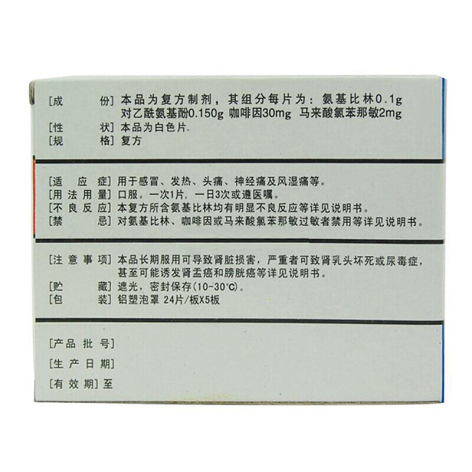 [成 份] 本品为复方制剂，其组分每片为：氨基比林0.1g
对乙酰氨基酚0.150g 咖啡因30mg 马来酸氯苯那敏2mg
[性 状] 本品为白色片.
[规 格] 复方
[适 应 症] 用于感冒、发热、头痛、神经痛及风湿痛等。
[用法用量] 口服。一次1片，一日3次或遵医嘱。
[不良反应] 本复方所含氨基比林均有明显不良反应等详见说明书。
[禁 忌] 对氨基比林、咖啡因或马来酸氯苯那敏过敏者禁用等详见说明书。
[注意事项] 本品长期服用可导致肾脏损害，严重者可致肾乳头坏死或尿毒症，
甚至可能诱发肾盂癌和膀胱癌等详见说明书。
[贮 藏] 遮光，密封保存(10-30℃)。
[包 装] 铝塑泡罩 24片/板X5板
[产品批号]
[生产日期]
[有效期]至